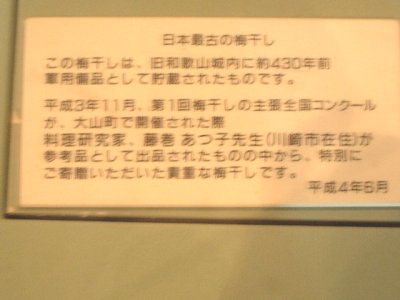 日本最古の梅干し
この梅干しは、旧和歌山城内に約430年前
軍用備品として貯蔵されたものです。
平成3年11月、第1回梅干しの主張全国コンクール
が、大山町で開催された際
料理研究家、藤巻あつ子先生(川崎市在住)が
参考品として出品されたものの中から、特別に
ご寄贈いただいた貴重な梅干しです。
平成4年6月